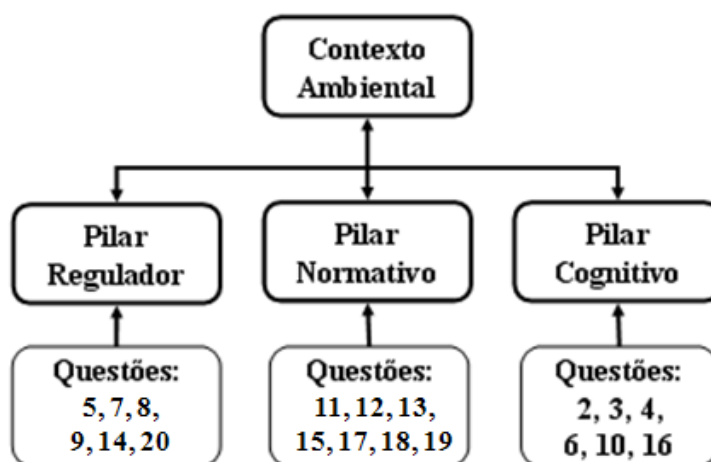 Contexto
Ambiental
Pilar
Regulador
Pilar
Normativo
Pilar
Cognitivo
Questões:
5, 7, 8,
9, 14, 20
Questões:
11, 12, 13,
15, 17, 18, 19
Questões:
2, 3, 4,
6, 10, 16